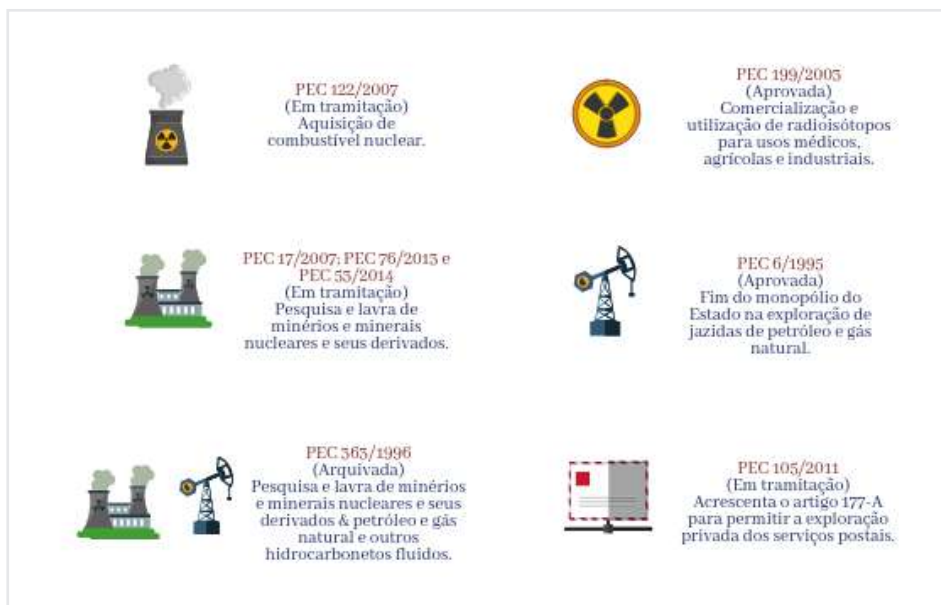 PEC 122/2007
(Em tramitação)
Aquisição de
combustível nuclear.
PEC 199/2003
(Aprovada)
Comercialização e
utilização de radioisótopos
para usos médicos,
agrícolas e industriais.
PEC 17/2007; PEC 76/2013 e
PEC 53/2014
(Em tramitação)
Pesquisa e lavra de
minérios e minerais
nucleares e seus derivados.
PEC 6/1995
(Aprovada)
Fim do monopólio do
Estado na exploração de
jazidas de petróleo e gás
natural.
PEC 363/1996
(Arquivada)
Pesquisa e lavra de minérios
e minerais nucleares e seus
derivados & petróleo e gás
natural e outros
hidrocarbonetos fluidos.
PEC 105/2011
(Em tramitação)
Acrescenta o artigo 177-A
para permitir a exploração
privada dos serviços postais.